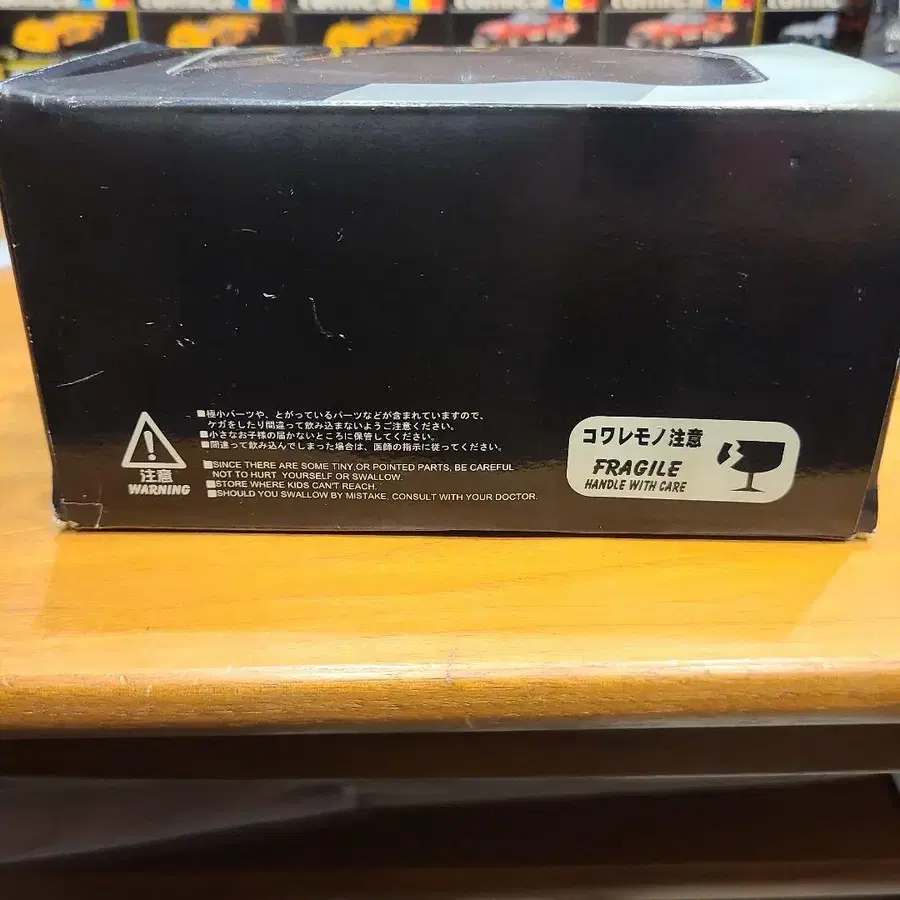 ■極小パーツや、とがっているパーツなどが含まれていますので、
ケガをしたり間違って飲み込まないようご注意ください。
■小さなお子様の届かないところに保管してください。
■間違って飲み込んでしまった場合は、医師の指示に従ってください。
注意
WARNING
■SINCE THERE ARE SOME TINY, OR POINTED PARTS, BE CAREFUL
NOT TO HURT YOURSELF OR SWALLOW.
■STORE WHERE KIDS CAN'T REACH.
■SHOULD YOU SWALLOW BY MISTAKE, CONSULT WITH YOUR DOCTOR.
コワレモノ注意
FRAGILE
HANDLE WITH CARE